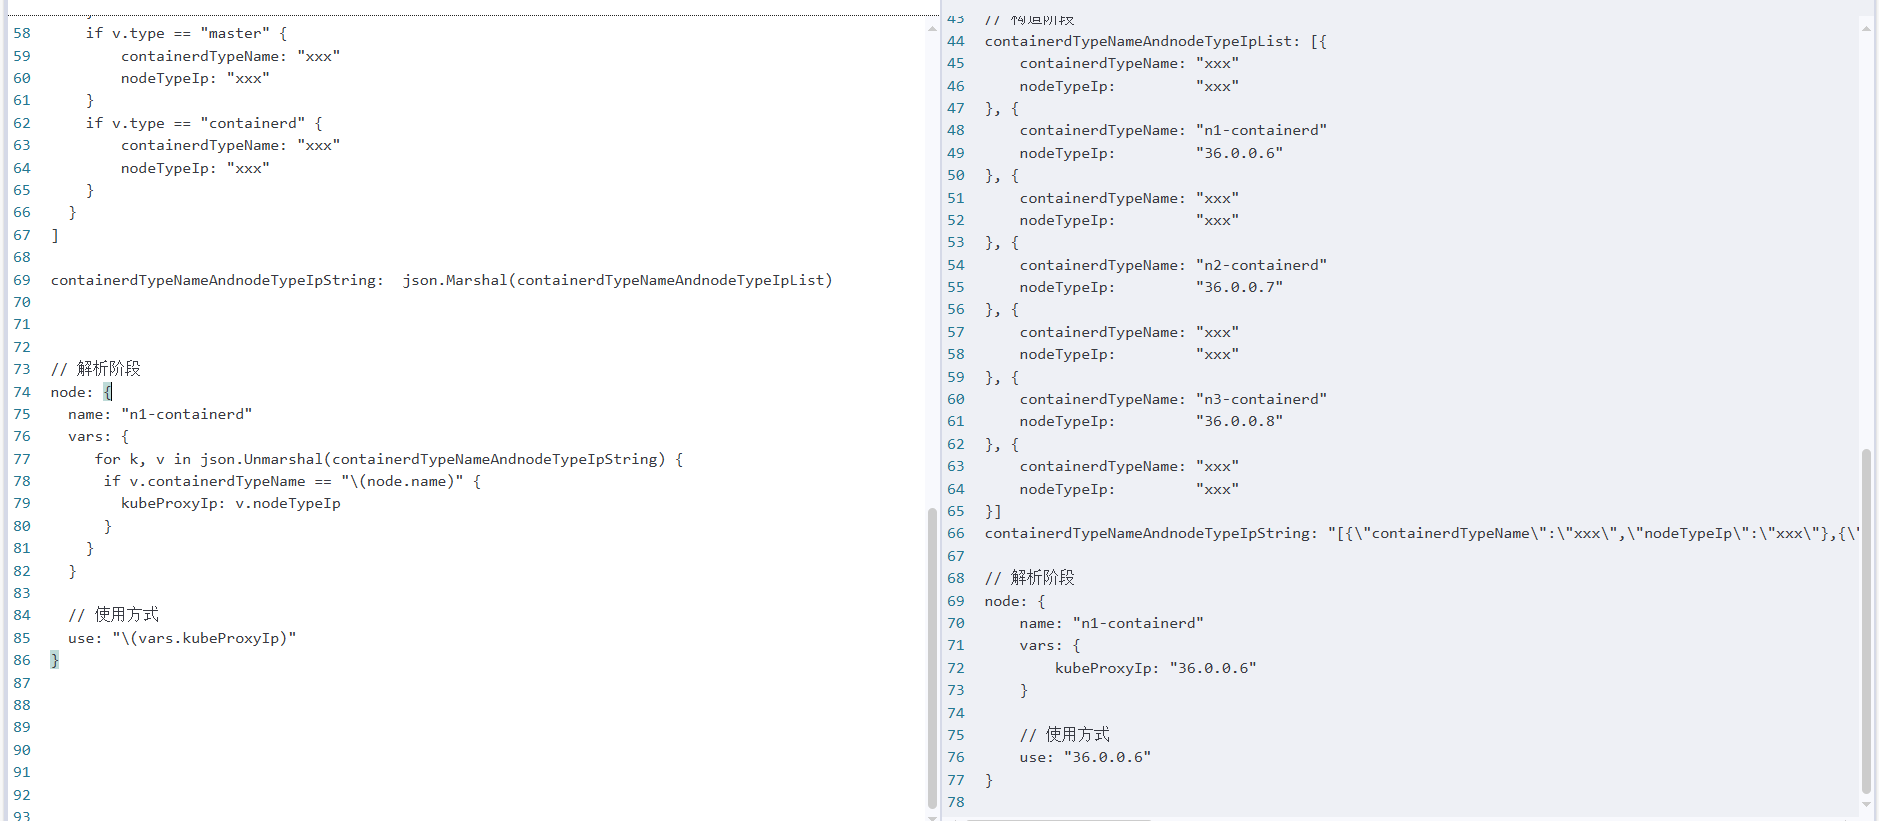 58 if v.type == "master" {
59 containerdTypeName: "xxx"
60 nodeTypeIp: "xxx"
61 }
62 if v.type == "containerd" {
63 containerdTypeName: "xxx"
64 nodeTypeIp: "xxx"
65 }
66 }
67 ]
68
69 containerdTypeNameAndnodeTypeIpString:  json.Marshal(containerdTypeNameAndnodeTypeIpList)
70
71
72
73 // 解析阶段
74 node: {
75 name: "n1-containerd"
76 vars: {
77 for k, v in json.Unmarshal(containerdTypeNameAndnodeTypeIpString) {
78 if v.containerdTypeName == "\(node.name)" {
79 kubeProxyIp: v.nodeTypeIp
80 }
81 }
82 }
83
84 // 使用方式
85 use: "\(vars.kubeProxyIp)"
86 }
87
88
89
90
91
92
93
43 // 构造阶段
44 containerdTypeNameAndnodeTypeIpList: [{
45 containerdTypeName: "xxx"
46 nodeTypeIp: "xxx"
47 }, {
48 containerdTypeName: "n1-containerd"
49 nodeTypeIp: "36.0.0.6"
50 }, {
51 containerdTypeName: "xxx"
52 nodeTypeIp: "xxx"
53 }, {
54 containerdTypeName: "n2-containerd"
55 nodeTypeIp: "36.0.0.7"
56 }, {
57 containerdTypeName: "xxx"
58 nodeTypeIp: "xxx"
59 }, {
60 containerdTypeName: "n3-containerd"
61 nodeTypeIp: "36.0.0.8"
62 }, {
63 containerdTypeName: "xxx"
64 nodeTypeIp: "xxx"
65 }]
66 containerdTypeNameAndnodeTypeIpString: "[{\"containerdTypeName\":\"xxx\",\"nodeTypeIp\":\"xxx\"},{\"
67
68 // 解析阶段
69 node: {
70 name: "n1-containerd"
71 vars: {
72 kubeProxyIp: "36.0.0.6"
73 }
74
75 // 使用方式
76 use: "36.0.0.6"
77 }
78